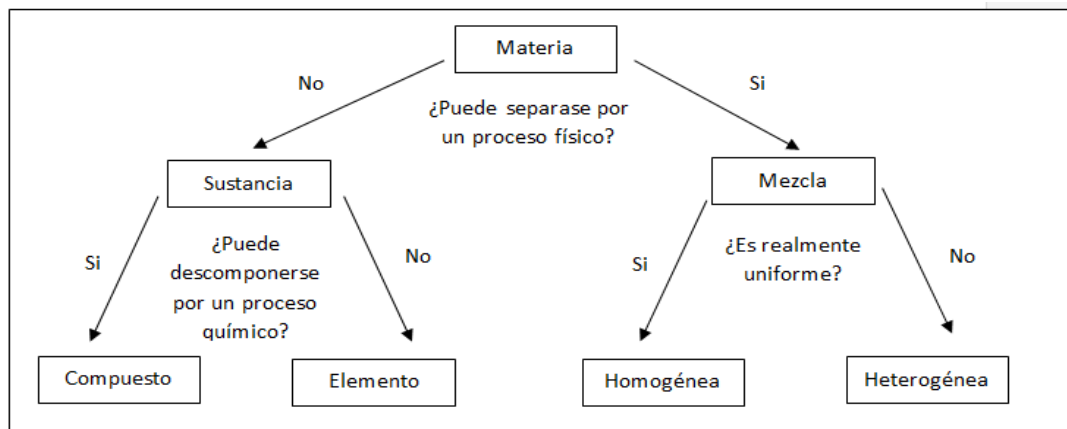 Materia
No
Si
¿Puede separase por
un proceso físico?
Sustancia
Mezcla
Si
¿Puede
descomponerse
por un proceso
químico?
No
Si
¿Es realmente
uniforme?
No
Compuesto
Elemento
Homogénea
Heterogénea